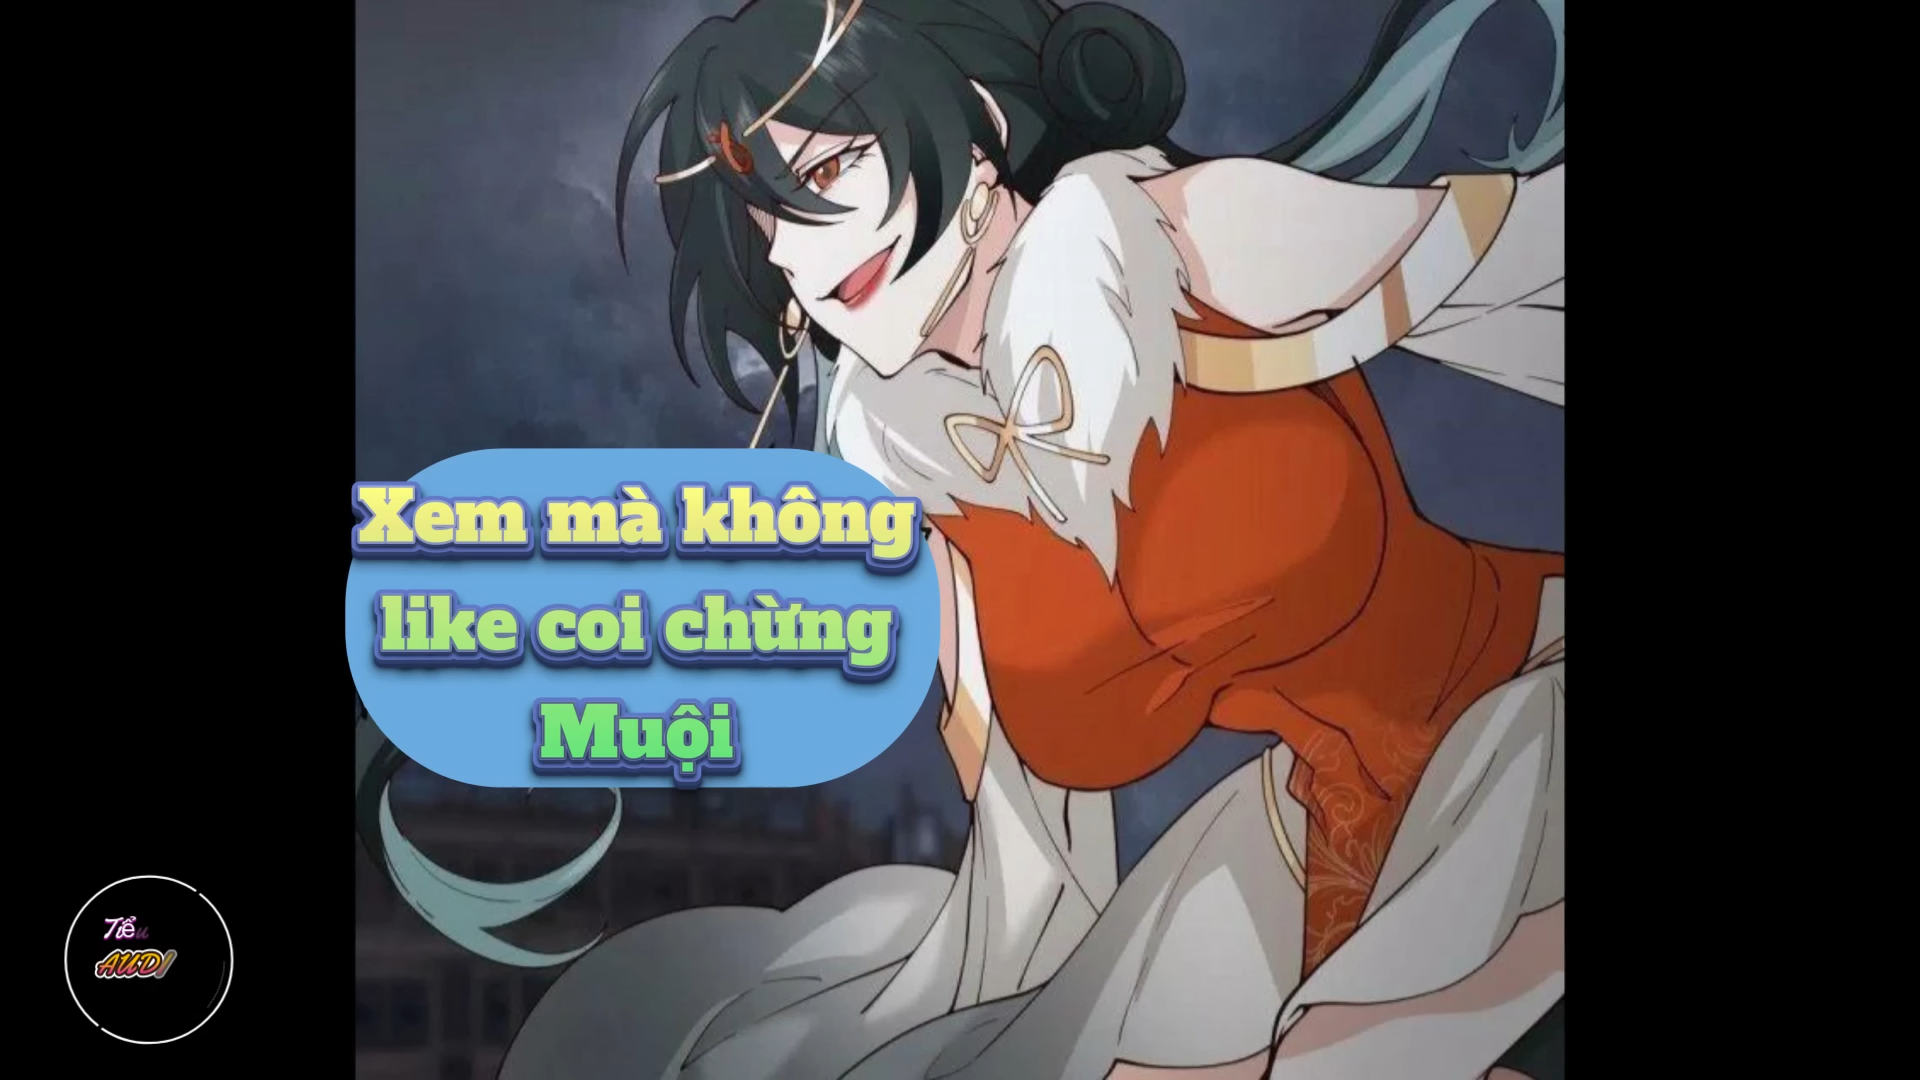 Xem mà không
like coi chừng
Muội
Tiểu
AUDI